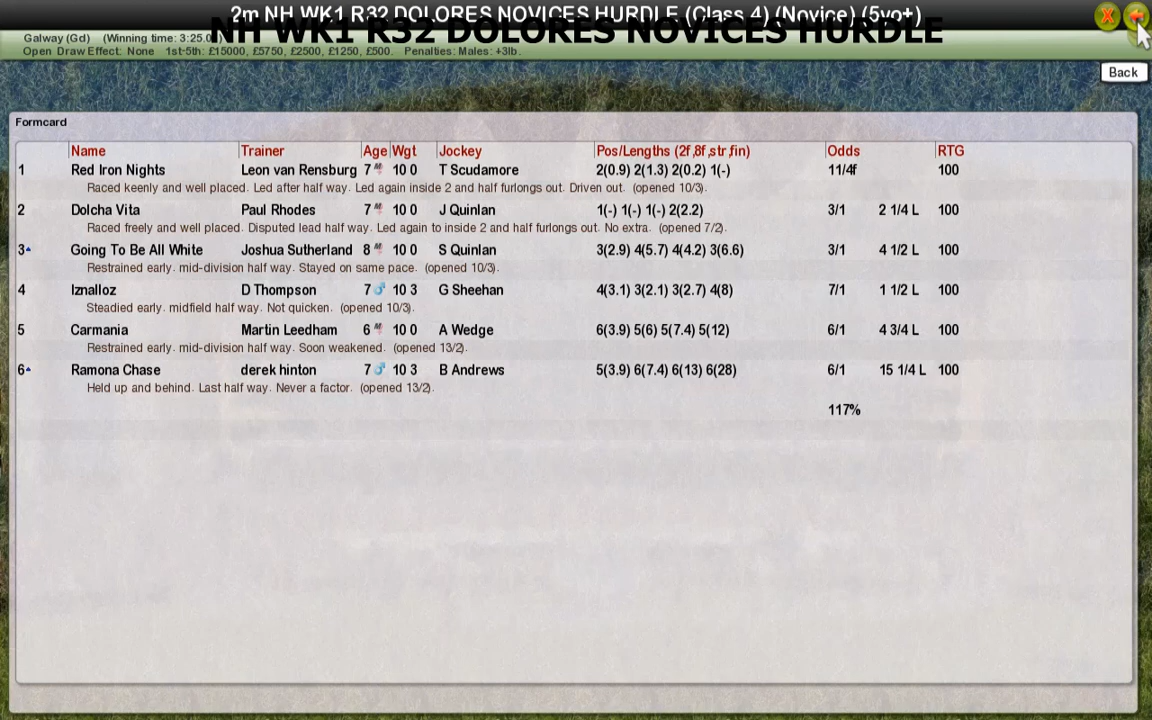 2m NH WK1 R32 DOLORES NOVICES HURDLE (Class 4) (Novice) (5yo+)
NH WK1 R32 DOLORES NOVICES HURDLE
Galway (Gd) (Winning time: 3:25.0
Open Draw Effect: None 1st-5th: £15000, £5750, £2500, £1250, £500. Penalties: Males: +3lb.
Back
Formcard
Name Trainer Age Wgt Jockey Pos/Lengths (2f,8f,str,fin) Odds RTG
1 Red Iron Nights Leon van Rensburg 7 10 0 T Scudamore 2(0.9) 2(1.3) 2(0.2) 1(-) 11/4f 100
Raced keenly and well placed. Led after half way. Led again inside 2 and half furlongs out. Driven out. (opened 10/3).
2 Dolcha Vita Paul Rhodes 7 10 0 J Quinlan 1(-) 1(-) 1(-) 2(2.2) 3/1 2 1/4 L 100
Raced freely and well placed. Disputed lead half way. Led again to inside 2 and half furlongs out. No extra. (opened 7/2).
3 Going To Be All White Joshua Sutherland 8 10 0 S Quinlan 3(2.9) 4(5.7) 4(4.2) 3(6.6) 3/1 4 1/2 L 100
Restrained early. mid-division half way. Stayed on same pace. (opened 10/3).
4 Iznalloz D Thompson 7 10 3 G Sheehan 4(3.1) 3(2.1) 3(2.7) 4(8) 7/1 1 1/2 L 100
Steadied early. midfield half way. Not quicken. (opened 10/3).
5 Carmania Martin Leedham 6 10 0 A Wedge 6(3.9) 5(6) 5(7.4) 5(12) 6/1 4 3/4 L 100
Restrained early. mid-division half way. Soon weakened. (opened 13/2).
6 Ramona Chase derek hinton 7 10 3 B Andrews 5(3.9) 6(7.4) 6(13) 6(28) 6/1 15 1/4 L 100
Held up and behind. Last half way. Never a factor. (opened 13/2).
117%